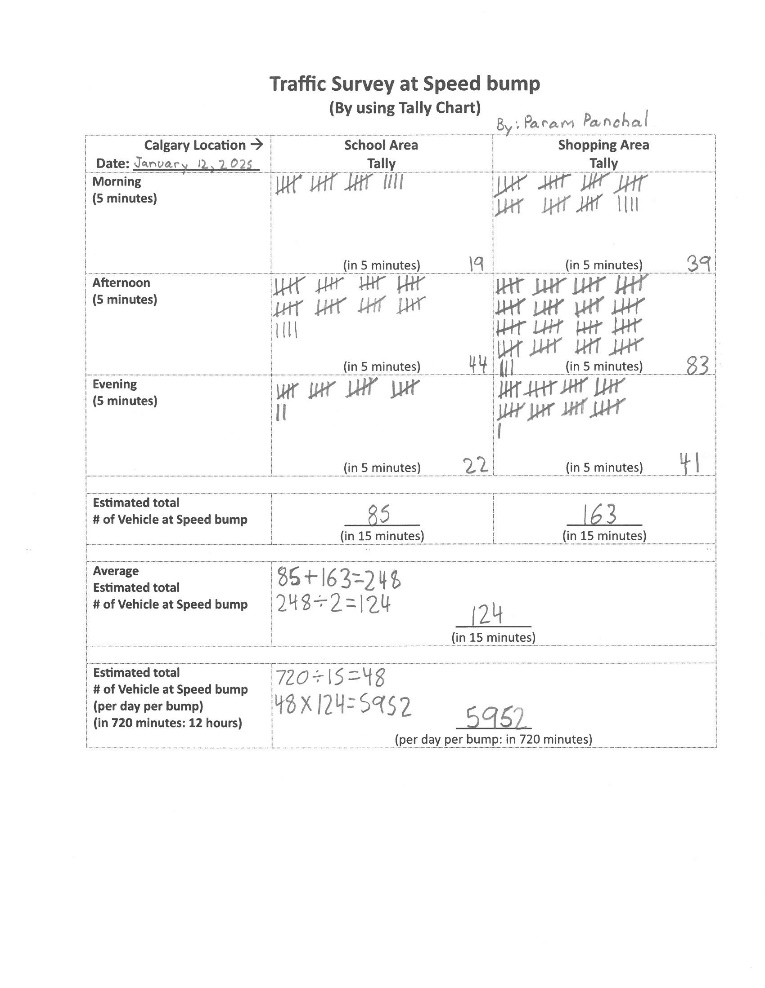 Traffic Survey at Speed bump
(By using Tally Chart)
By: Param Panchal
Calgary Location →
Date: January 12, 2025
School Area
Tally
Shopping Area
Tally
Morning
(5 minutes)
(in 5 minutes) 19
(in 5 minutes) 39
Afternoon
(5 minutes)
(in 5 minutes) 44
(in 5 minutes) 83
Evening
(5 minutes)
(in 5 minutes) 22
(in 5 minutes) 41
Estimated total
# of Vehicle at Speed bump
85
(in 15 minutes)
163
(in 15 minutes)
Average
Estimated total
# of Vehicle at Speed bump
85+163=248
248÷2=124
124
(in 15 minutes)
Estimated total
# of Vehicle at Speed bump
(per day per bump)
(in 720 minutes: 12 hours)
720÷15=48
48X124=5952
5952
(per day per bump: in 720 minutes)